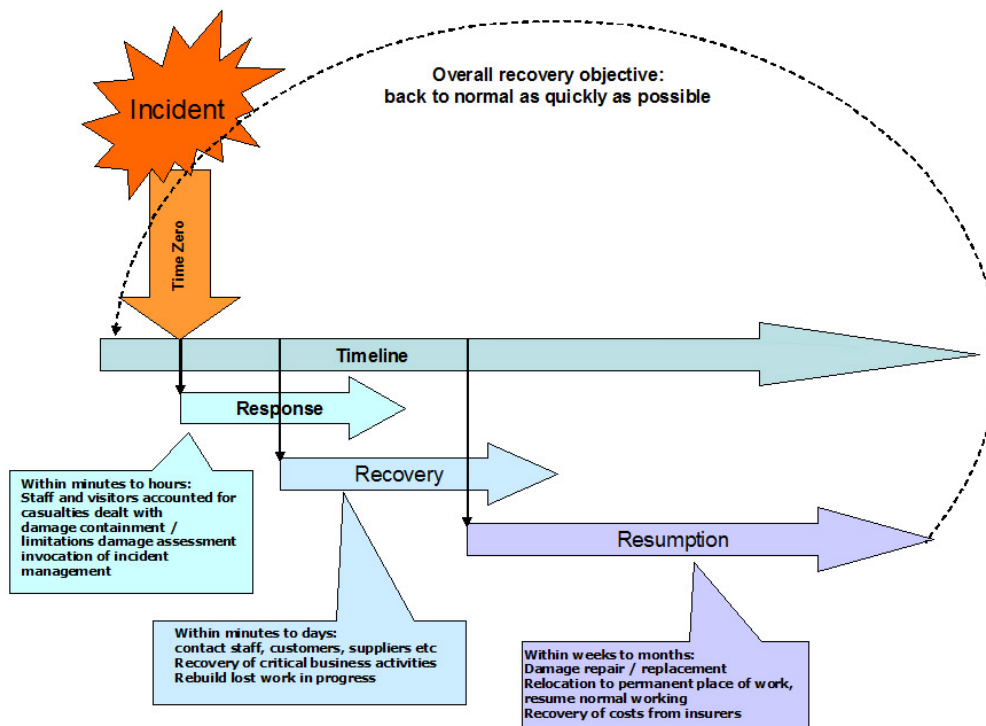 Incident
Overall recovery objective:
back to normal as quickly as possible
Time Zero
Timeline
Response
Recovery
Resumption
Within minutes to hours:
Staff and visitors accounted for
casualties dealt with
damage containment /
limitations damage assessment
invocation of incident
management
Within minutes to days:
contact staff, customers, suppliers etc
Recovery of critical business activities
Rebuild lost work in progress
Within weeks to months:
Damage repair / replacement
Relocation to permanent place of work,
resume normal working
Recovery of costs from insurers